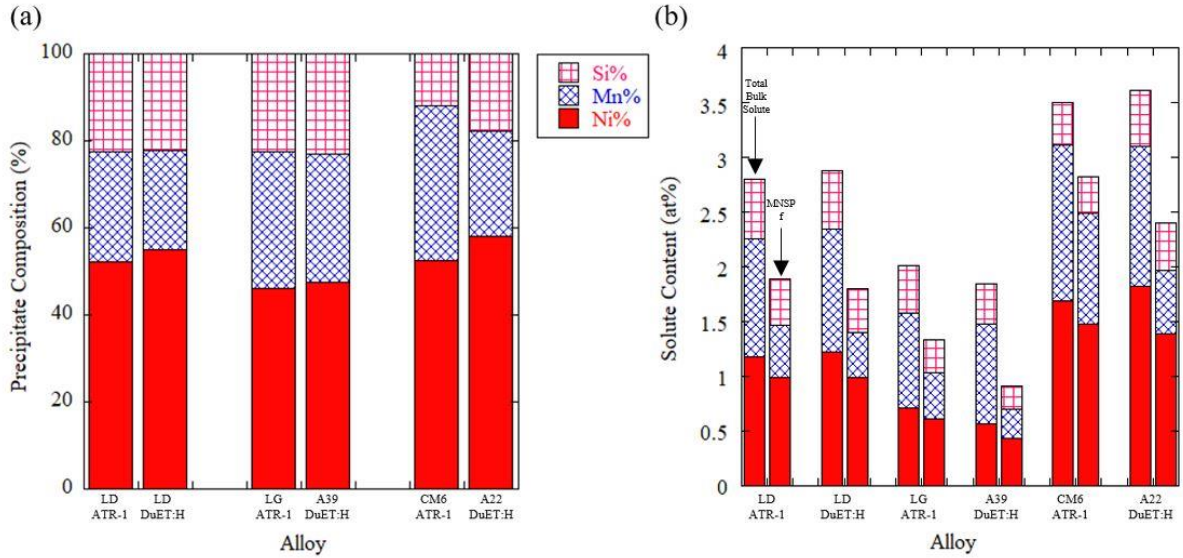 (a)
100
80
60
40
20
0
Precipitate Composition (%)
LD
ATR-1
LD
DuET:H
LG
ATR-1
A39
DuET:H
CM6
ATR-1
A22
DuET:H
Alloy
Si%
Mn%
Ni%
(b)
4
3.5
3
2.5
2
1.5
1
0.5
0
Solute Content (at%)
Total
Bulk
Solute
MNSP
f
LD
ATR-1
LD
DuET:H
LG
ATR-1
A39
DuET:H
CM6
ATR-1
A22
DuET:H
Alloy